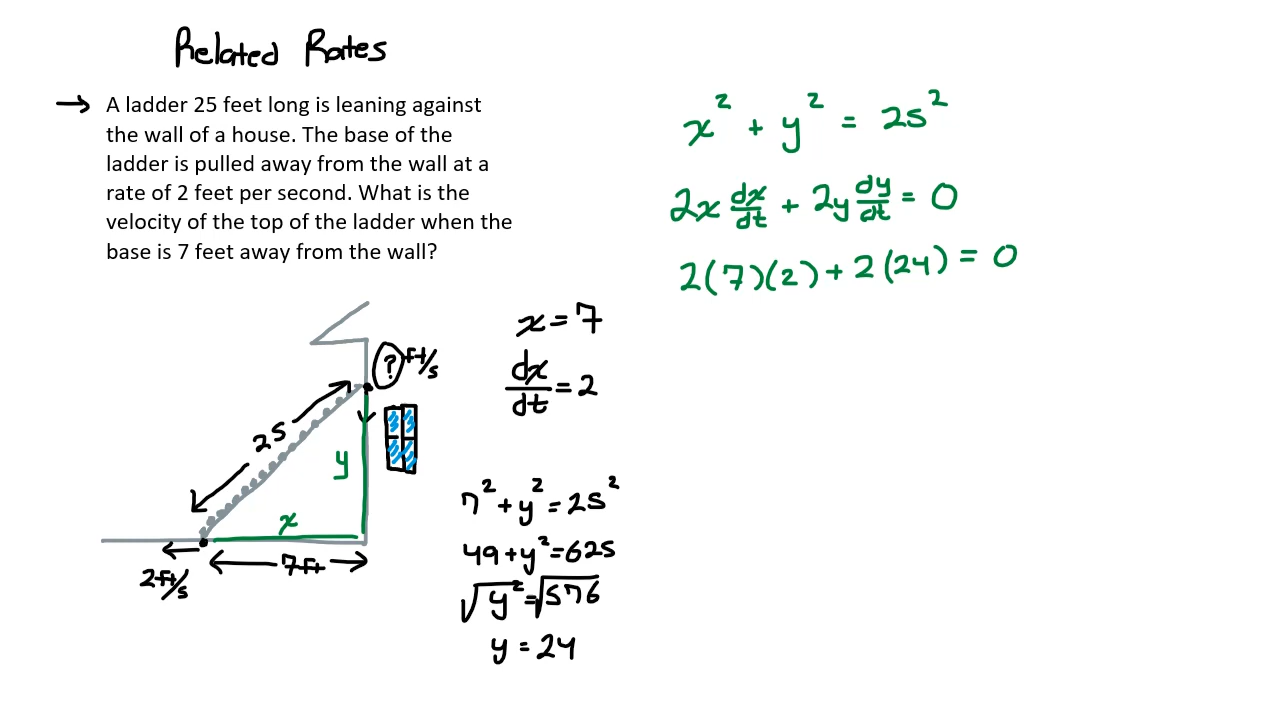 Related Rates
→ A ladder 25 feet long is leaning against
the wall of a house. The base of the
ladder is pulled away from the wall at a
rate of 2 feet per second. What is the
velocity of the top of the ladder when the
base is 7 feet away from the wall?
x² + y² = 25²
2x dx/dt + 2y dy/dt = 0
2(7)(2) + 2(24) = 0
? ft/s
25
y
x
2ft/s
7ft
x = 7
dx/dt = 2
7² + y² = 25²
49 + y² = 625
√y² = √576
y = 24